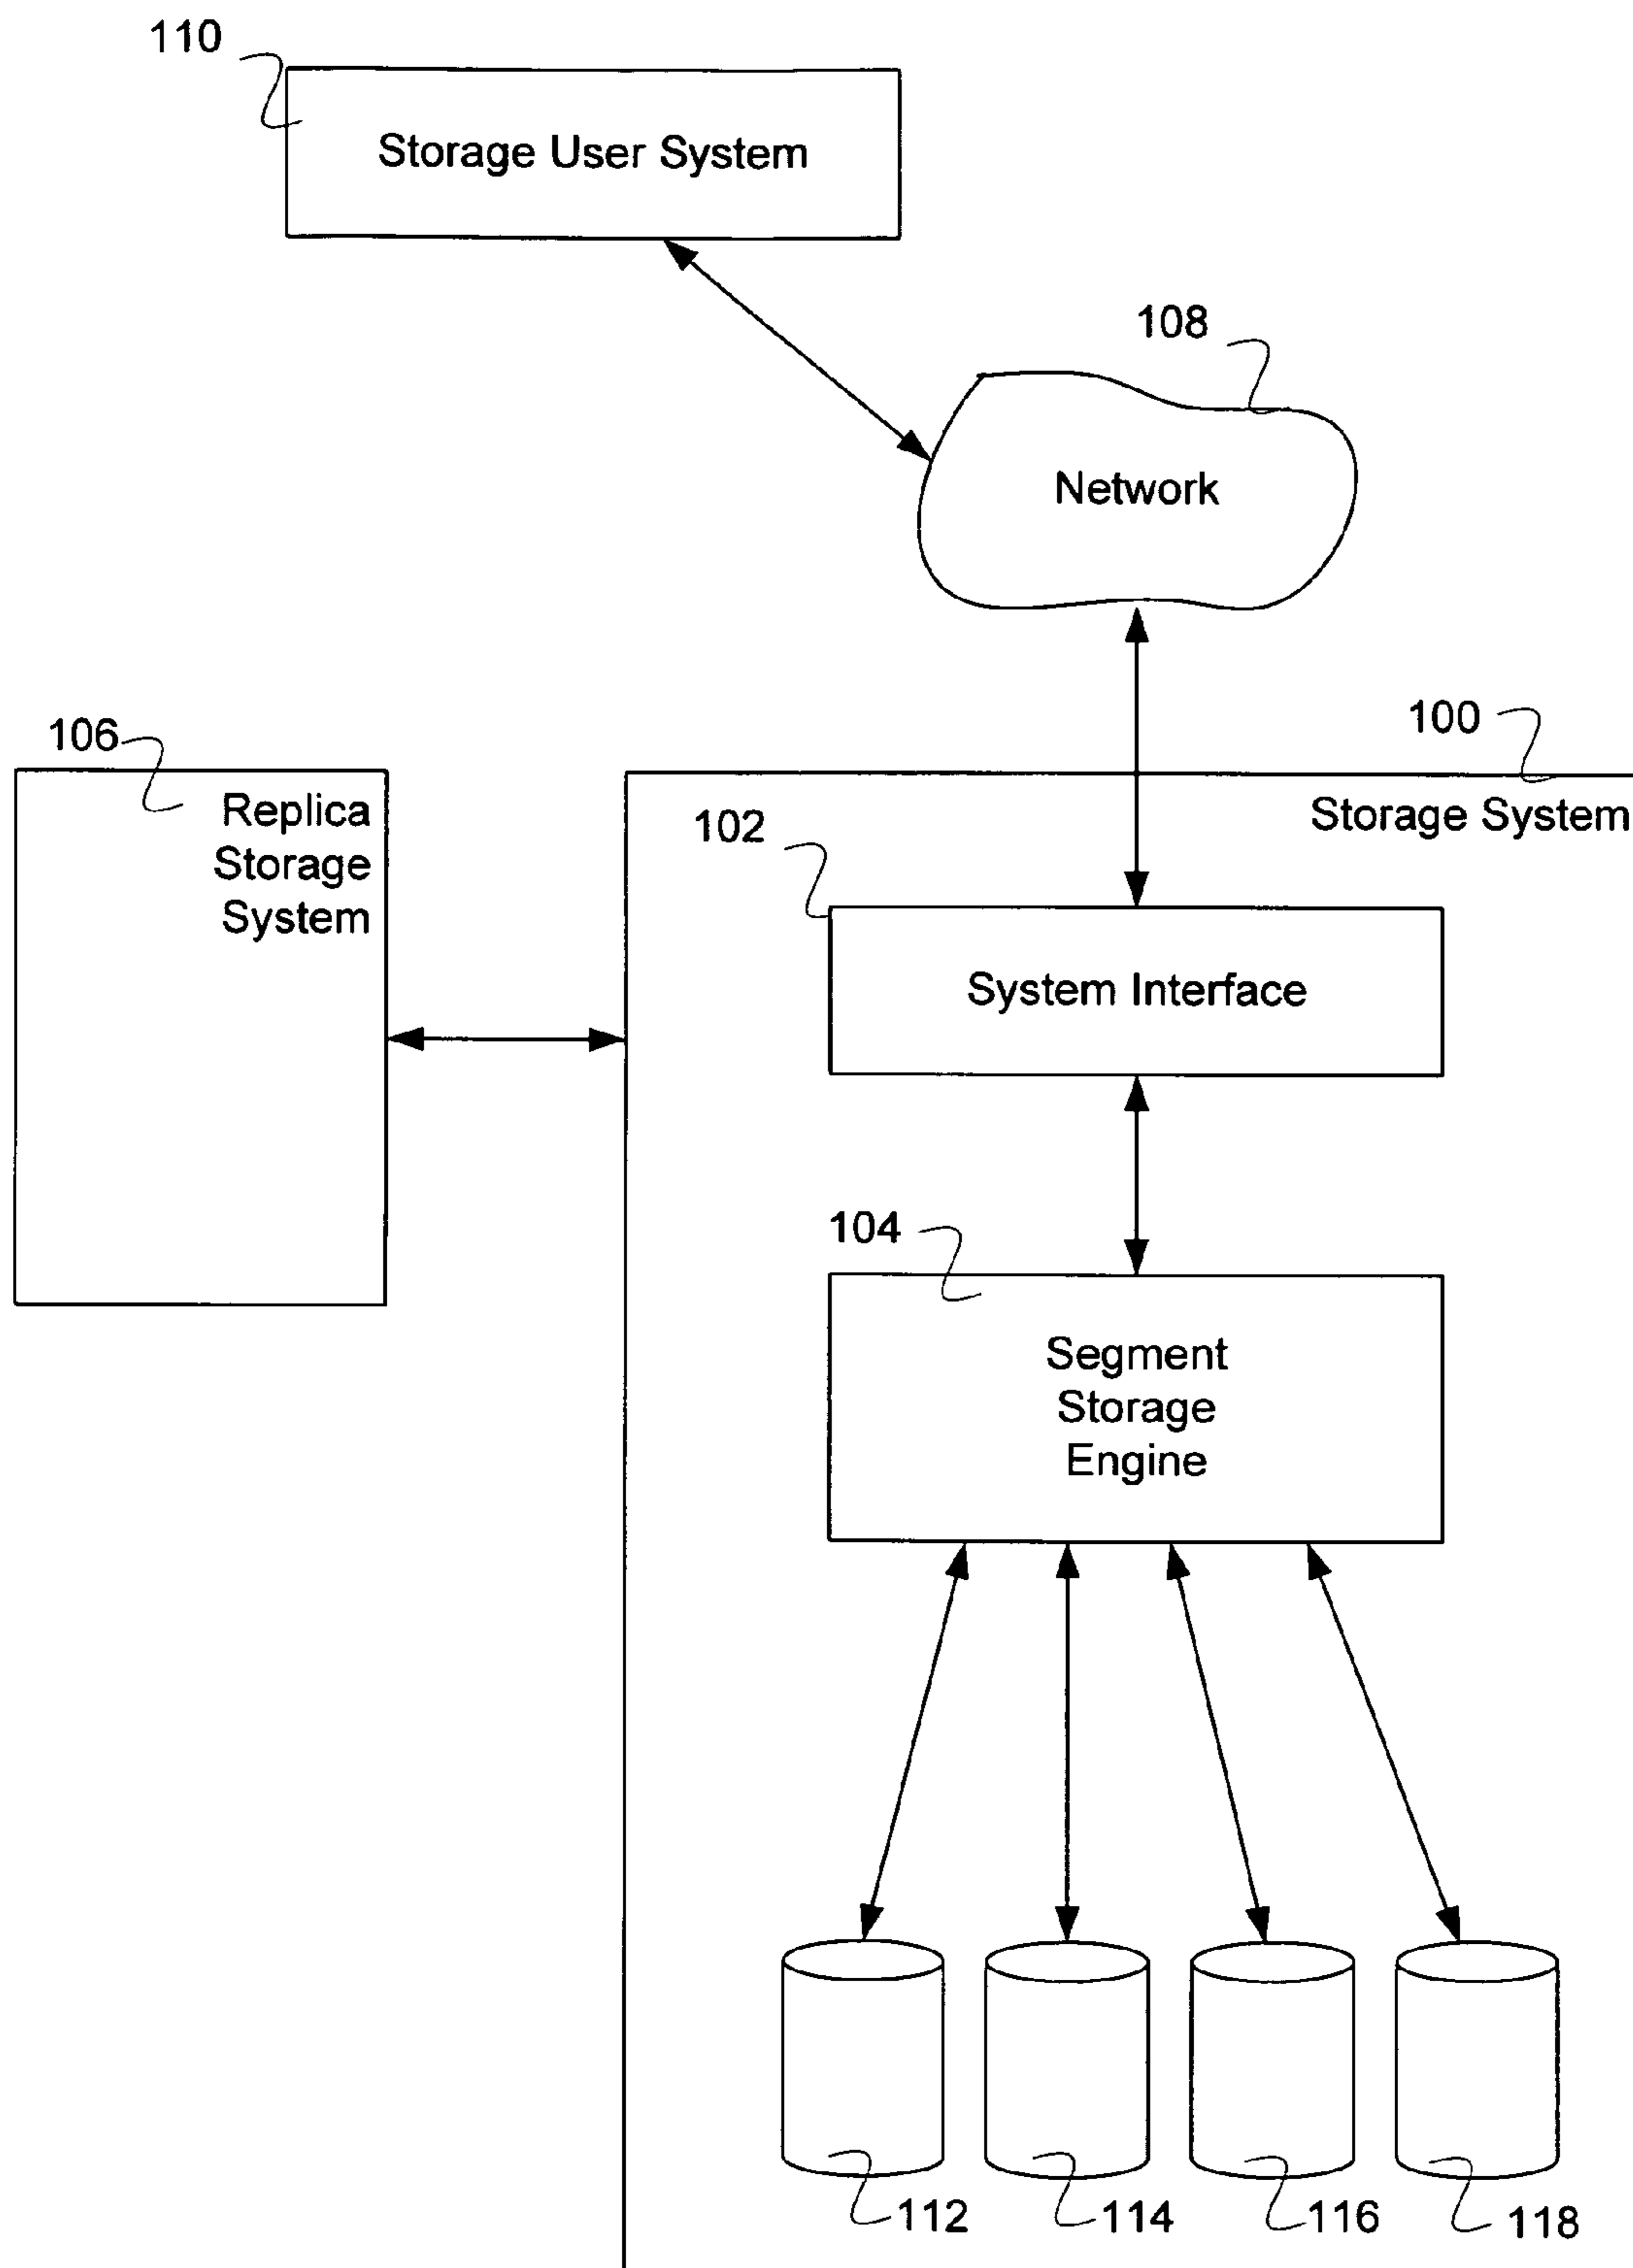 110
Storage User System
108
Network
106
Replica
Storage
System
100
Storage System
102
System Interface
104
Segment
Storage
Engine
112
114
116
118